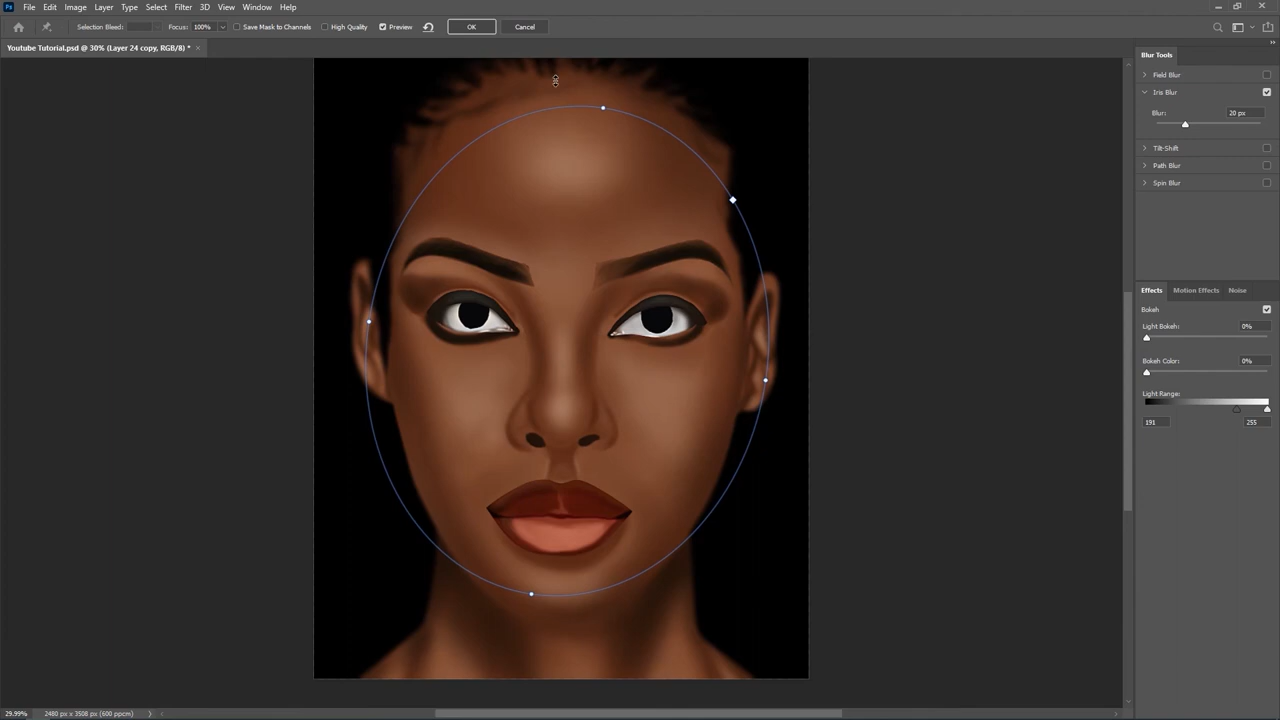 Ps File Edit Image Layer Type Select Filter 3D View Window Help
Selection Bleed: Focus: 100% Save Mask to Channels High Quality Preview OK Cancel
Youtube Tutorial.psd @ 30% (Layer 24 copy, RGB/8) * ×
Blur Tools
Field Blur
Iris Blur
Blur: 20 px
Tilt-Shift
Path Blur
Spin Blur
Effects Motion Effects Noise
Bokeh
Light Bokeh: 0%
Bokeh Color: 0%
Light Range:
191 255
29.99% 2480 px x 3508 px (600 ppcm)